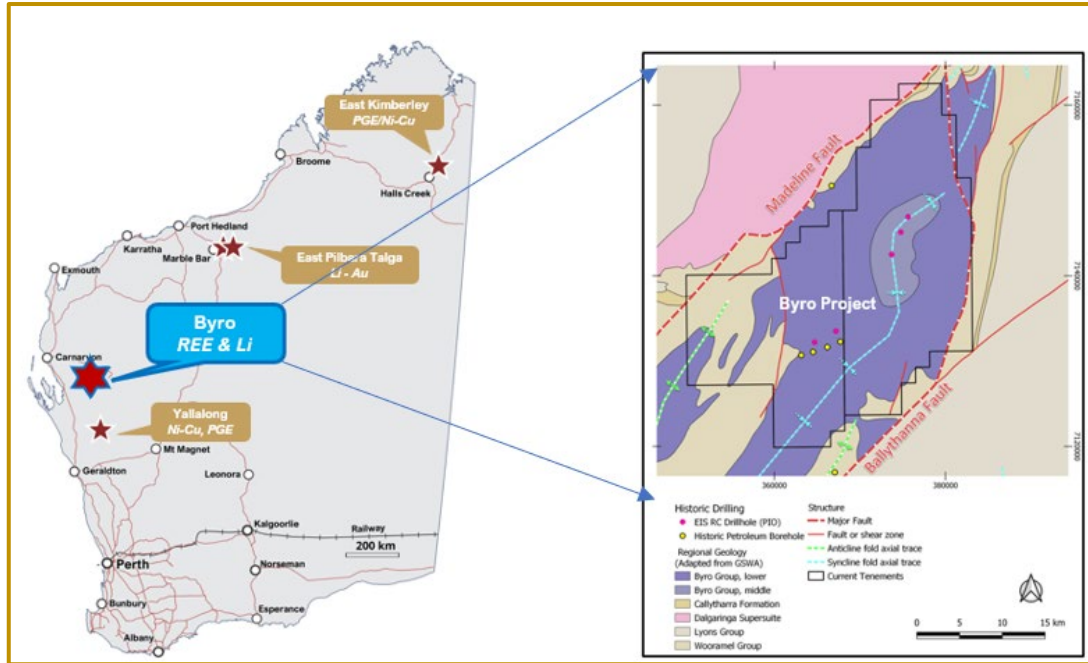 East Kimberley
PGE/Ni-Cu
Broome
Halls Creek
Port Hedland
Karratha
Marble Bar
East Pilbara Talga
Li - Au
Exmouth
Byro
REE & Li
Carnarvon
Yallalong
Ni-Cu, PGE
Mt Magnet
Geraldton
Leonora
Kalgoorlie
Railway
200 km
Perth
Norseman
Bunbury
Esperance
Albany
7160000
Madeline Fault
7140000
Byro Project
Ballythanna Fault
7120000
360000
380000
Historic Drilling
EIS RC Drillhole (PIO)
Historic Petroleum Borehole
Regional Geology
(Adapted from GSWA)
Byro Group, lower
Byro Group, middle
Callytharra Formation
Dalgaringa Supersuite
Lyons Group
Wooramel Group
Structure
Major Fault
Fault or shear zone
Anticline fold axial trace
Syncline fold axial trace
Current Tenements
0 5 10 15 km